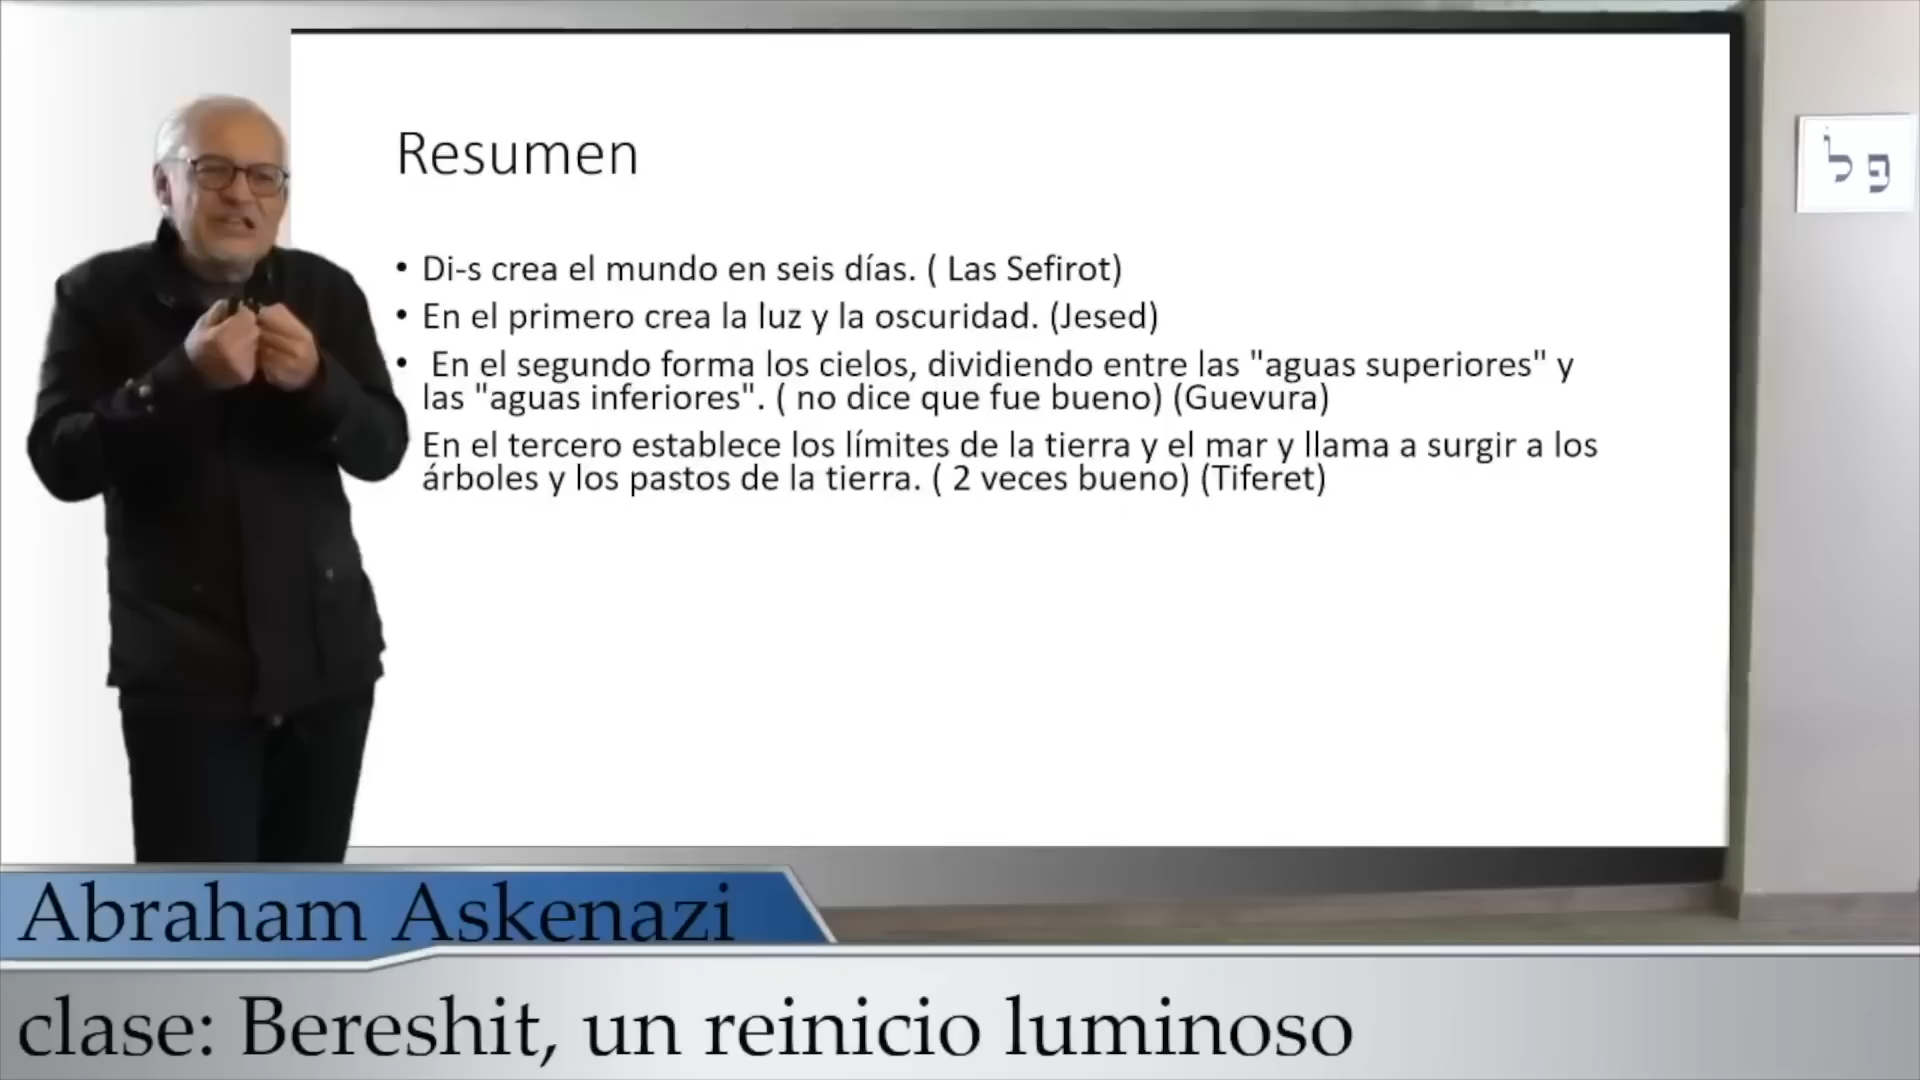 Resumen
• Di-s crea el mundo en seis días. ( Las Sefirot)
• En el primero crea la luz y la oscuridad. (Jesed)
• En el segundo forma los cielos, dividiendo entre las "aguas superiores" y
las "aguas inferiores". ( no dice que fue bueno) (Guevura)
En el tercero establece los límites de la tierra y el mar y llama a surgir a los
árboles y los pastos de la tierra. ( 2 veces bueno) (Tiferet)
פ לֹ
Abraham Askenazi
clase: Bereshit, un reinicio luminoso